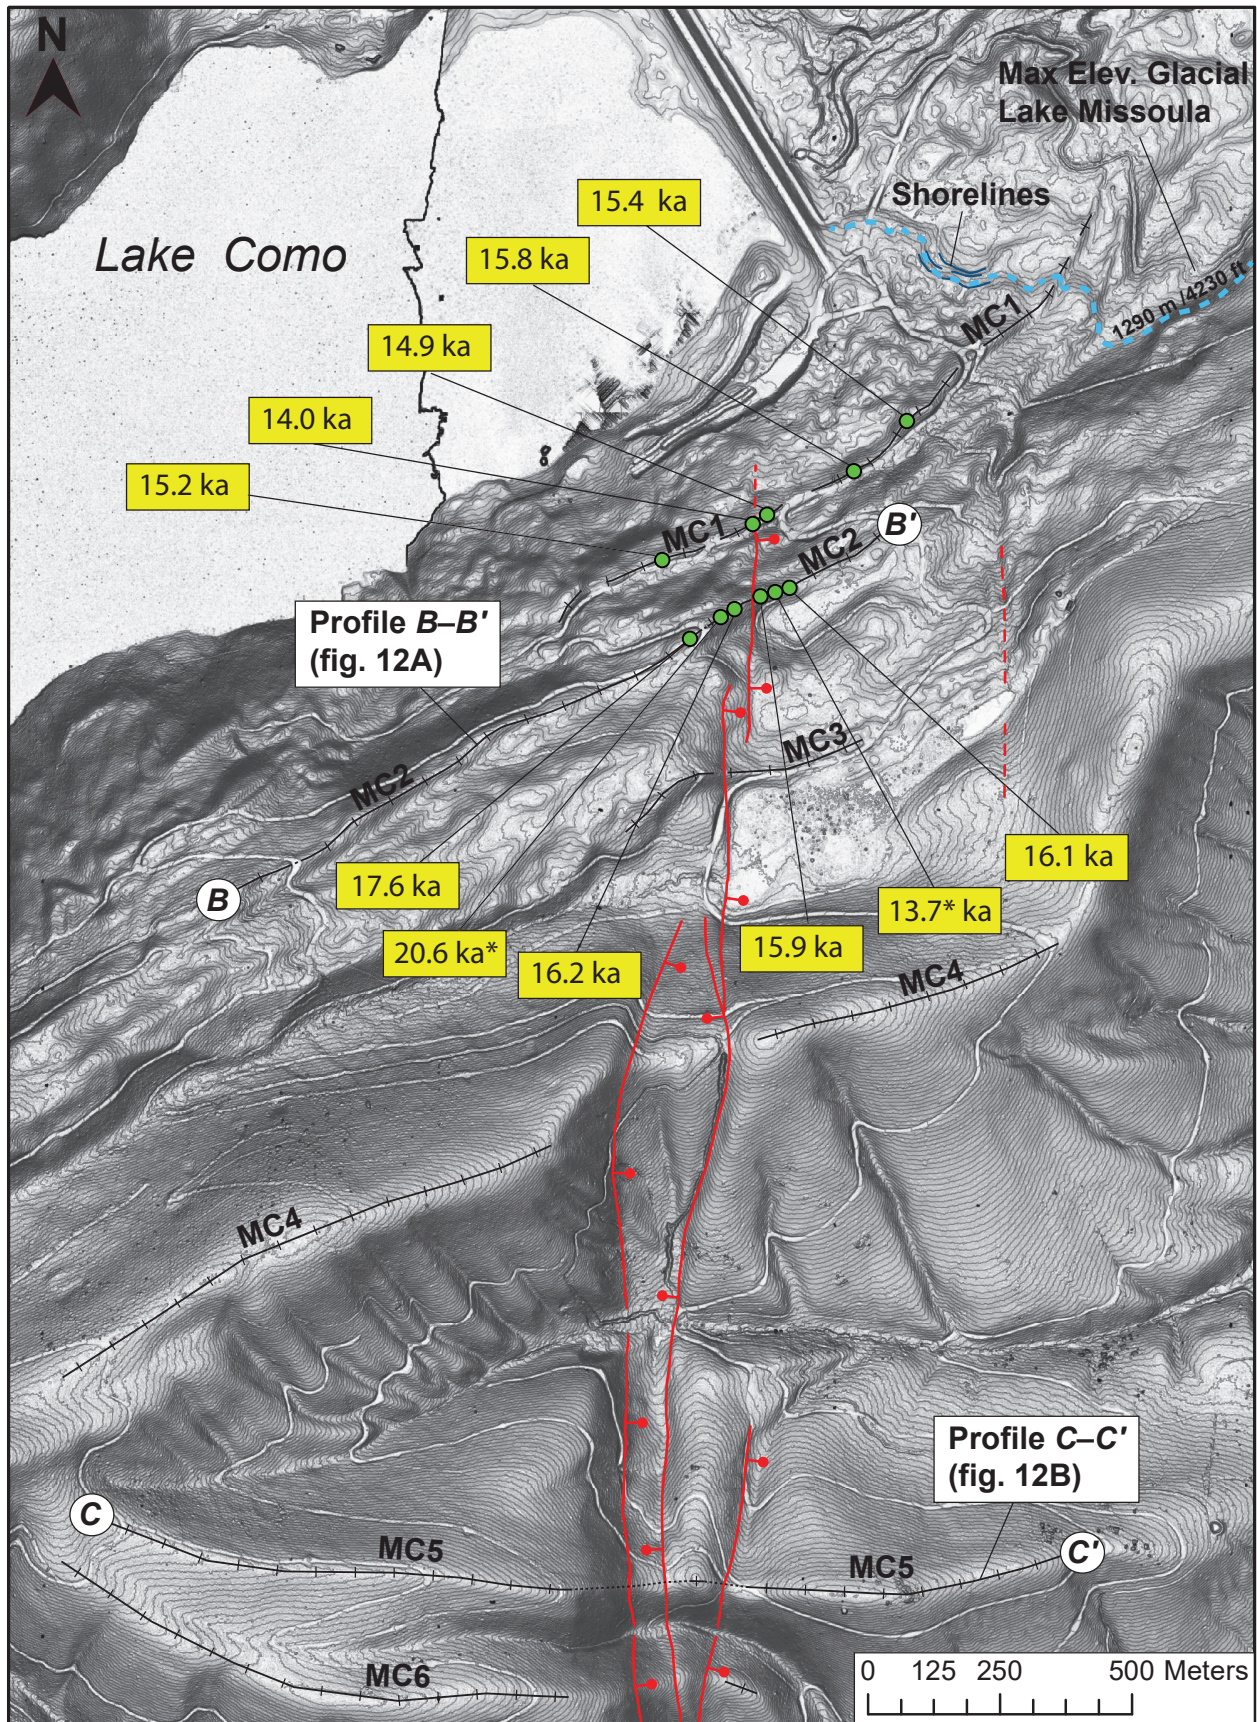 N
Max Elev. Glacial
Lake Missoula
Shorelines
15.4 ka
15.8 ka
Lake Como
14.9 ka
1290 m /4230 ft
MC1
14.0 ka
15.2 ka
MC1
B'
MC2
Profile B–B'
(fig. 12A)
MC3
MC2
16.1 ka
17.6 ka
B
13.7* ka
20.6 ka*
15.9 ka
16.2 ka
MC4
MC4
Profile C–C'
(fig. 12B)
C
C'
MC5
MC5
MC6
0 125 250 500 Meters